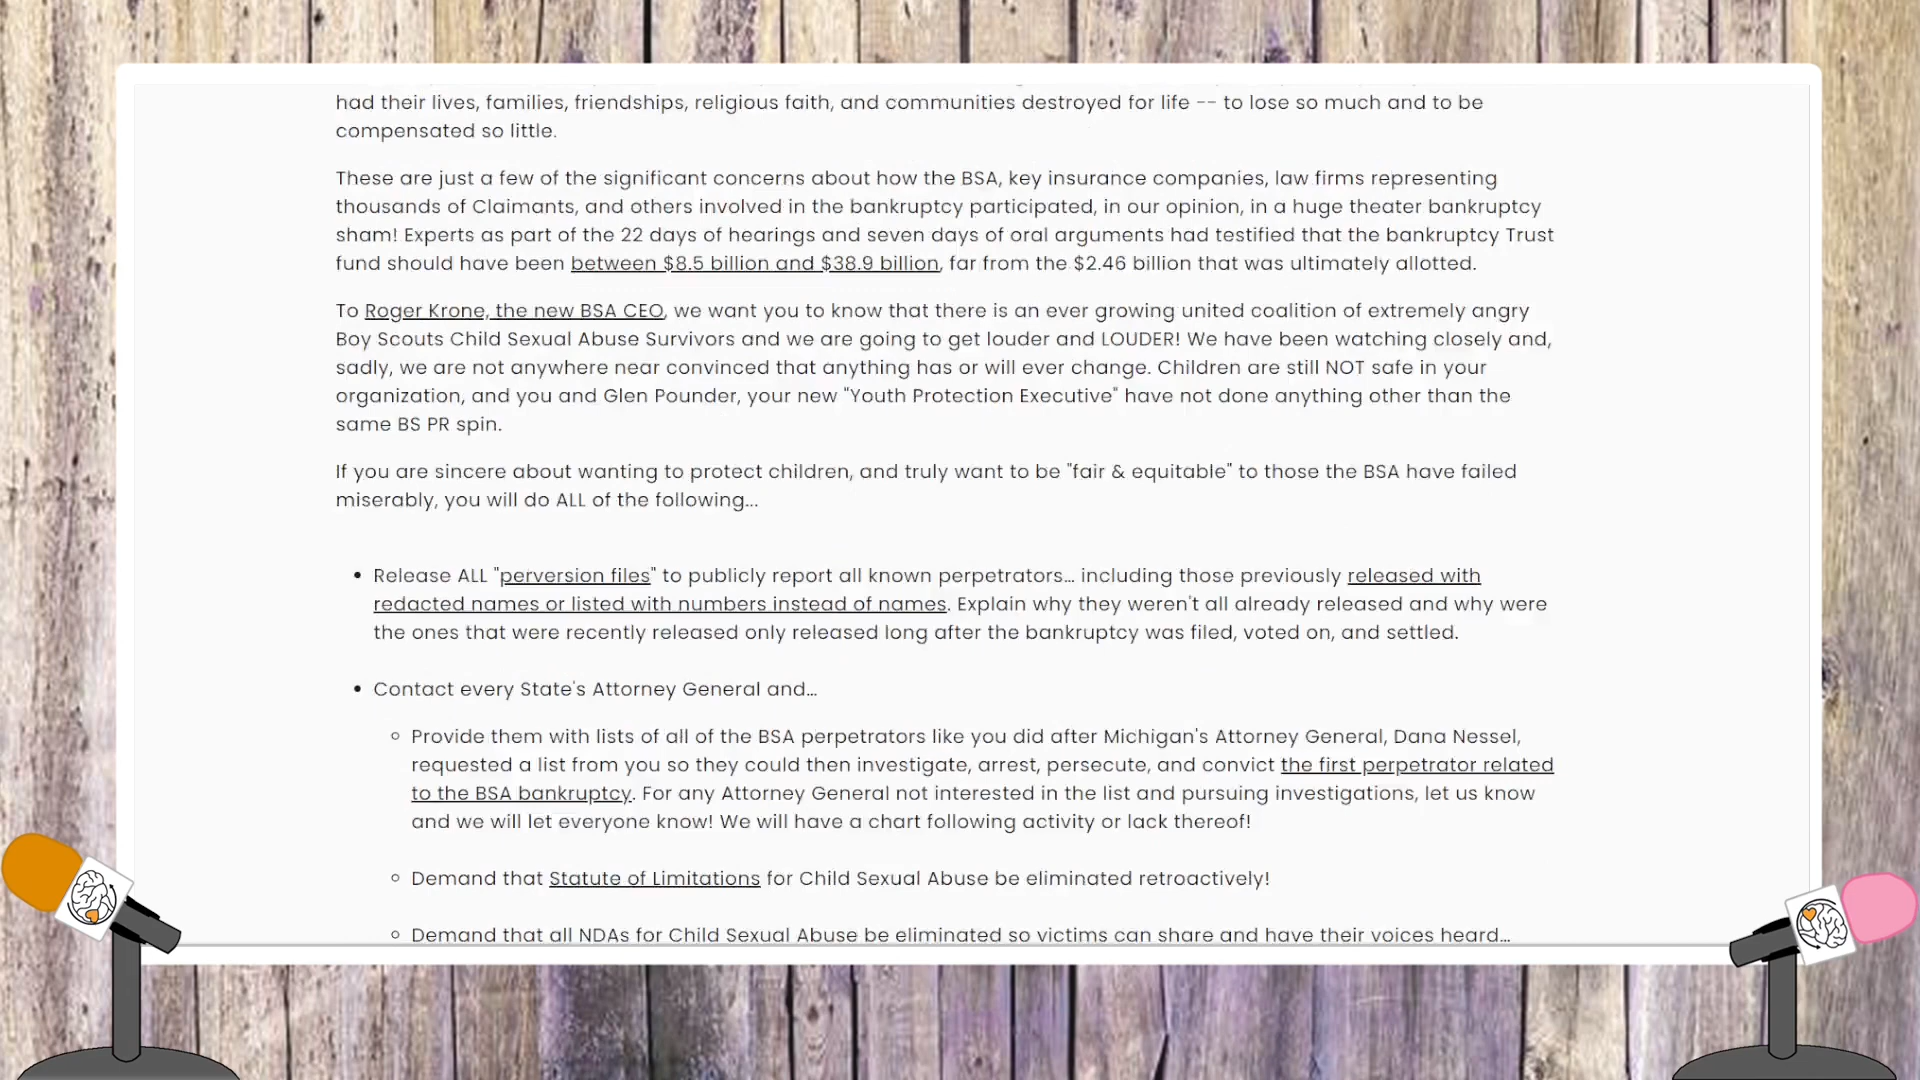 had their lives, families, friendships, religious faith, and communities destroyed for life -- to lose so much and to be
compensated so little.
These are just a few of the significant concerns about how the BSA, key insurance companies, law firms representing
thousands of Claimants, and others involved in the bankruptcy participated, in our opinion, in a huge theater bankruptcy
sham! Experts as part of the 22 days of hearings and seven days of oral arguments had testified that the bankruptcy Trust
fund should have been between $8.5 billion and $38.9 billion, far from the $2.46 billion that was ultimately allotted.
To Roger Krone, the new BSA CEO, we want you to know that there is an ever growing united coalition of extremely angry
Boy Scouts Child Sexual Abuse Survivors and we are going to get louder and LOUDER! We have been watching closely and,
sadly, we are not anywhere near convinced that anything has or will ever change. Children are still NOT safe in your
organization, and you and Glen Pounder, your new "Youth Protection Executive" have not done anything other than the
same BS PR spin.
If you are sincere about wanting to protect children, and truly want to be "fair & equitable" to those the BSA have failed
miserably, you will do ALL of the following...
• Release ALL "perversion files" to publicly report all known perpetrators... including those previously released with
redacted names or listed with numbers instead of names. Explain why they weren't all already released and why were
the ones that were recently released only released long after the bankruptcy was filed, voted on, and settled.
• Contact every State's Attorney General and...
◦ Provide them with lists of all of the BSA perpetrators like you did after Michigan's Attorney General, Dana Nessel,
requested a list from you so they could then investigate, arrest, persecute, and convict the first perpetrator related
to the BSA bankruptcy. For any Attorney General not interested in the list and pursuing investigations, let us know
and we will let everyone know! We will have a chart following activity or lack thereof!
◦ Demand that Statute of Limitations for Child Sexual Abuse be eliminated retroactively!
◦ Demand that all NDAs for Child Sexual Abuse be eliminated so victims can share and have their voices heard...